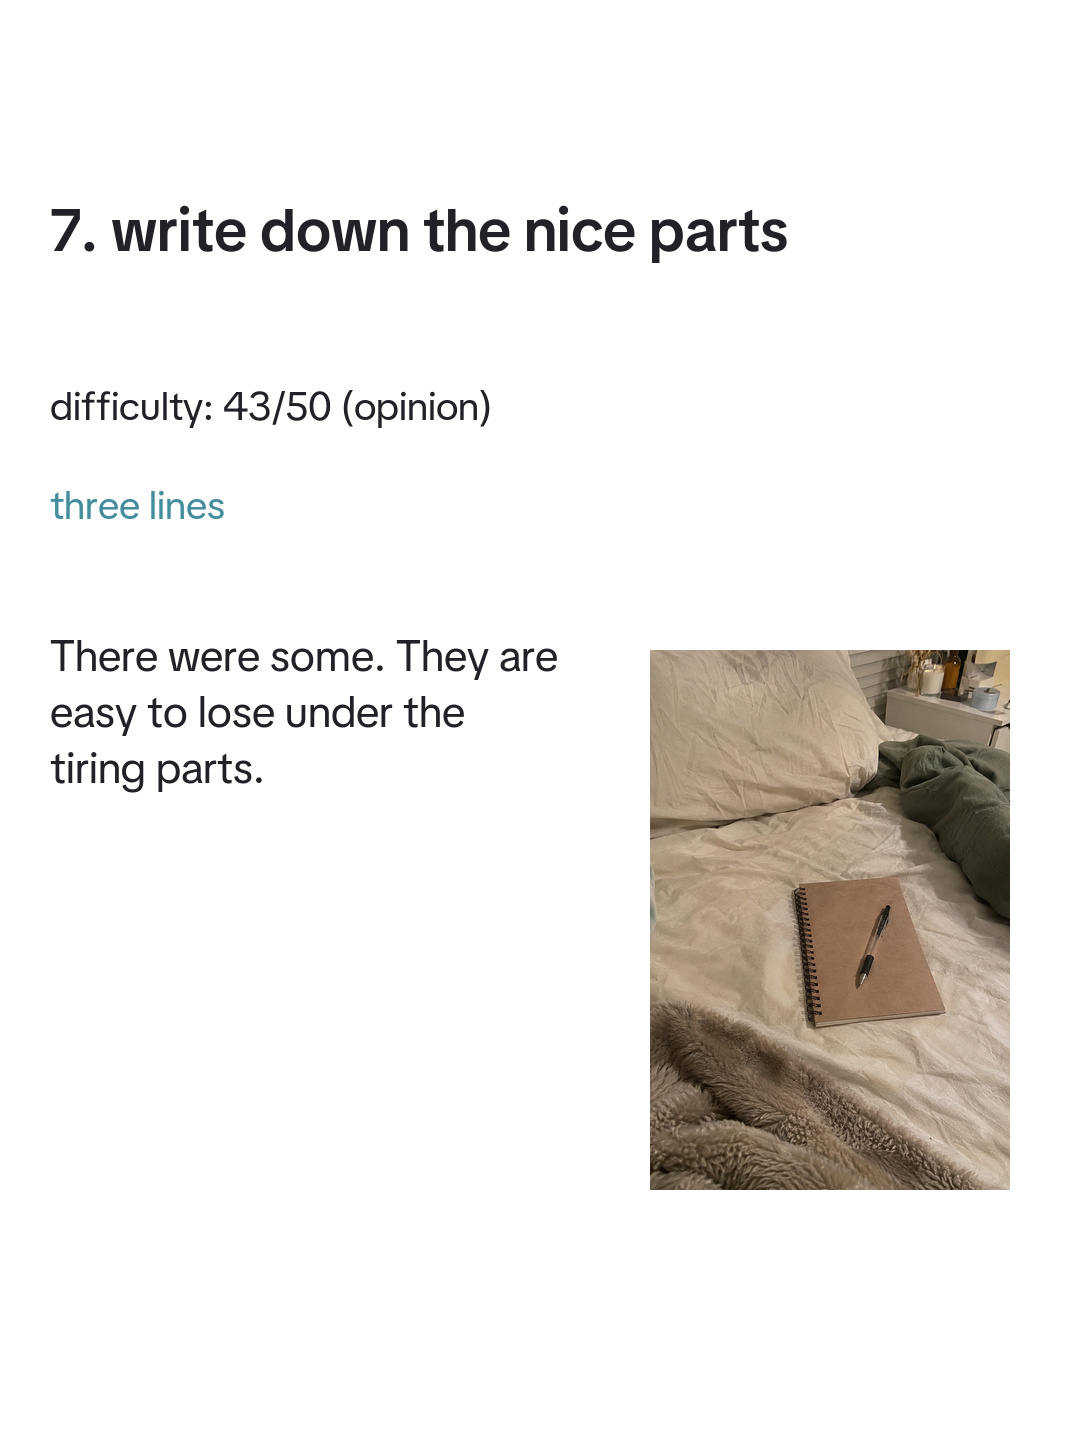 7. write down the nice parts
difficulty: 43/50 (opinion)
three lines
There were some. They are
easy to lose under the
tiring parts.